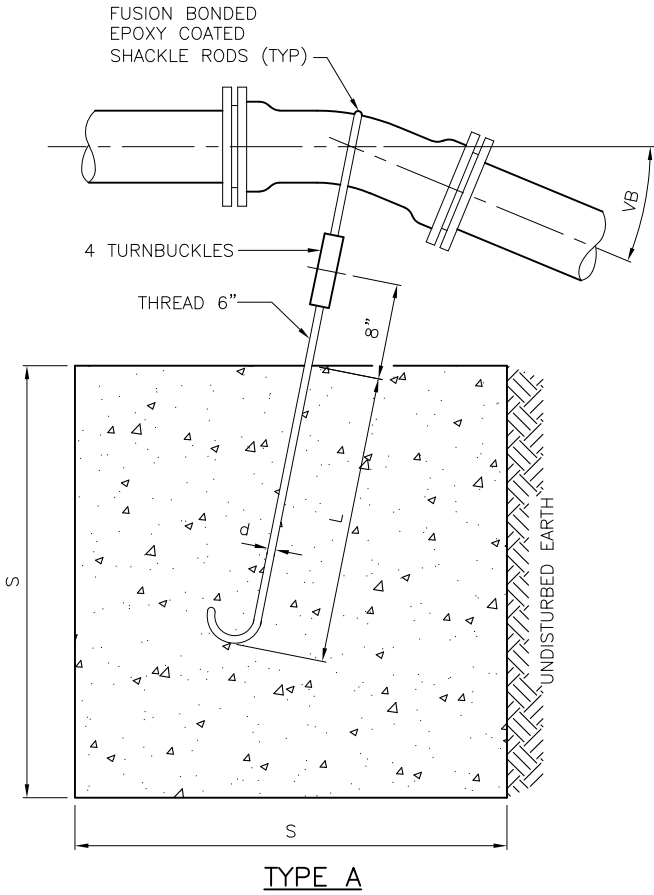 FUSION BONDED
EPOXY COATED
SHACKLE RODS (TYP)
VB
4 TURNBUCKLES
THREAD 6"
8"
L
d
S
UNDISTURBED EARTH
S
TYPE A